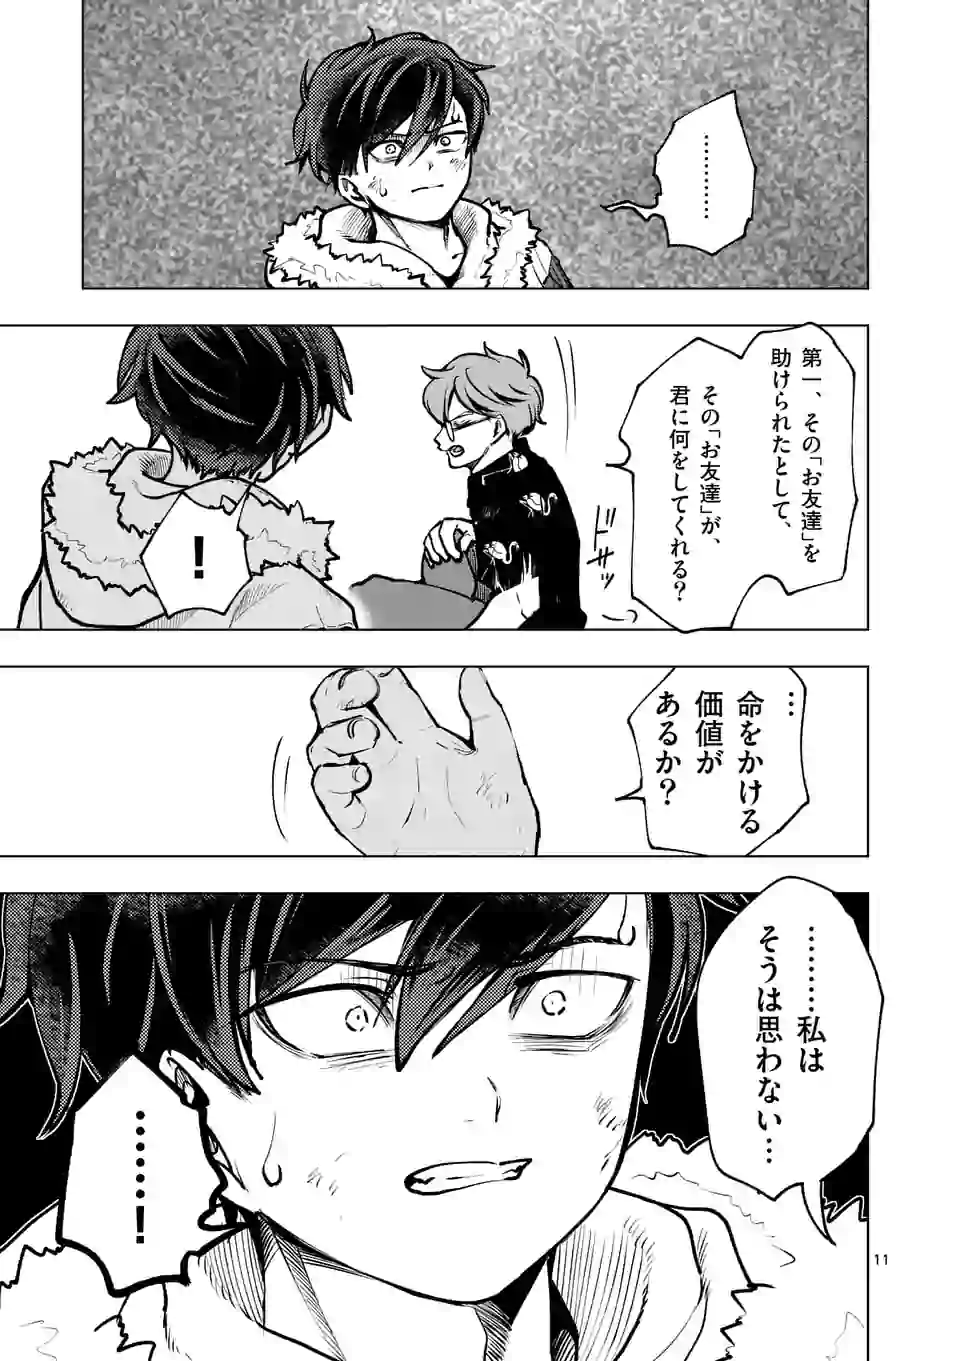 ………
第一、その「お友達」を
助けられたとして、
その「お友達」が、
君に何をしてくれる？
ドサッ
！
…
命をかける
価値が
あるか？
………私は
そうは思わない…
………！
11